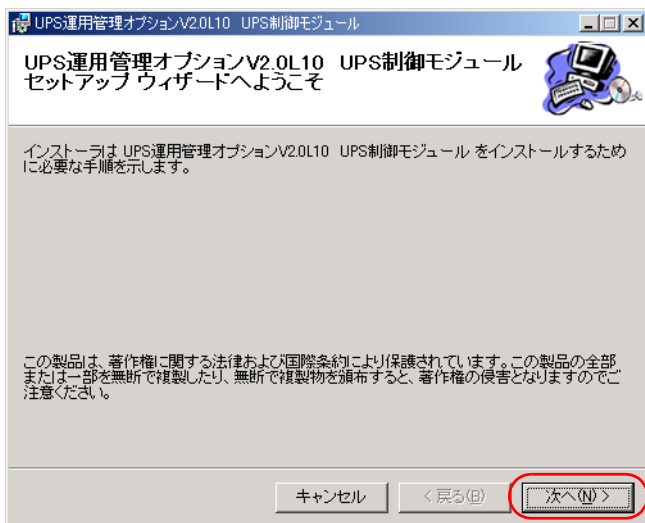 UPS運用管理オプションV2.0L10 UPS制御モジュール
UPS運用管理オプションV2.0L10 UPS制御モジュール
セットアップ ウィザードへようこそ
インストーラは UPS運用管理オプションV2.0L10 UPS制御モジュール をインストールするため
に必要な手順を示します。
この製品は、著作権に関する法律および国際条約により保護されています。この製品の全部
または一部を無断で複製したり、無断で複製物を頒布すると、著作権の侵害となりますのでご
注意ください。
キャンセル
< 戻る(B)
次へ(N) >